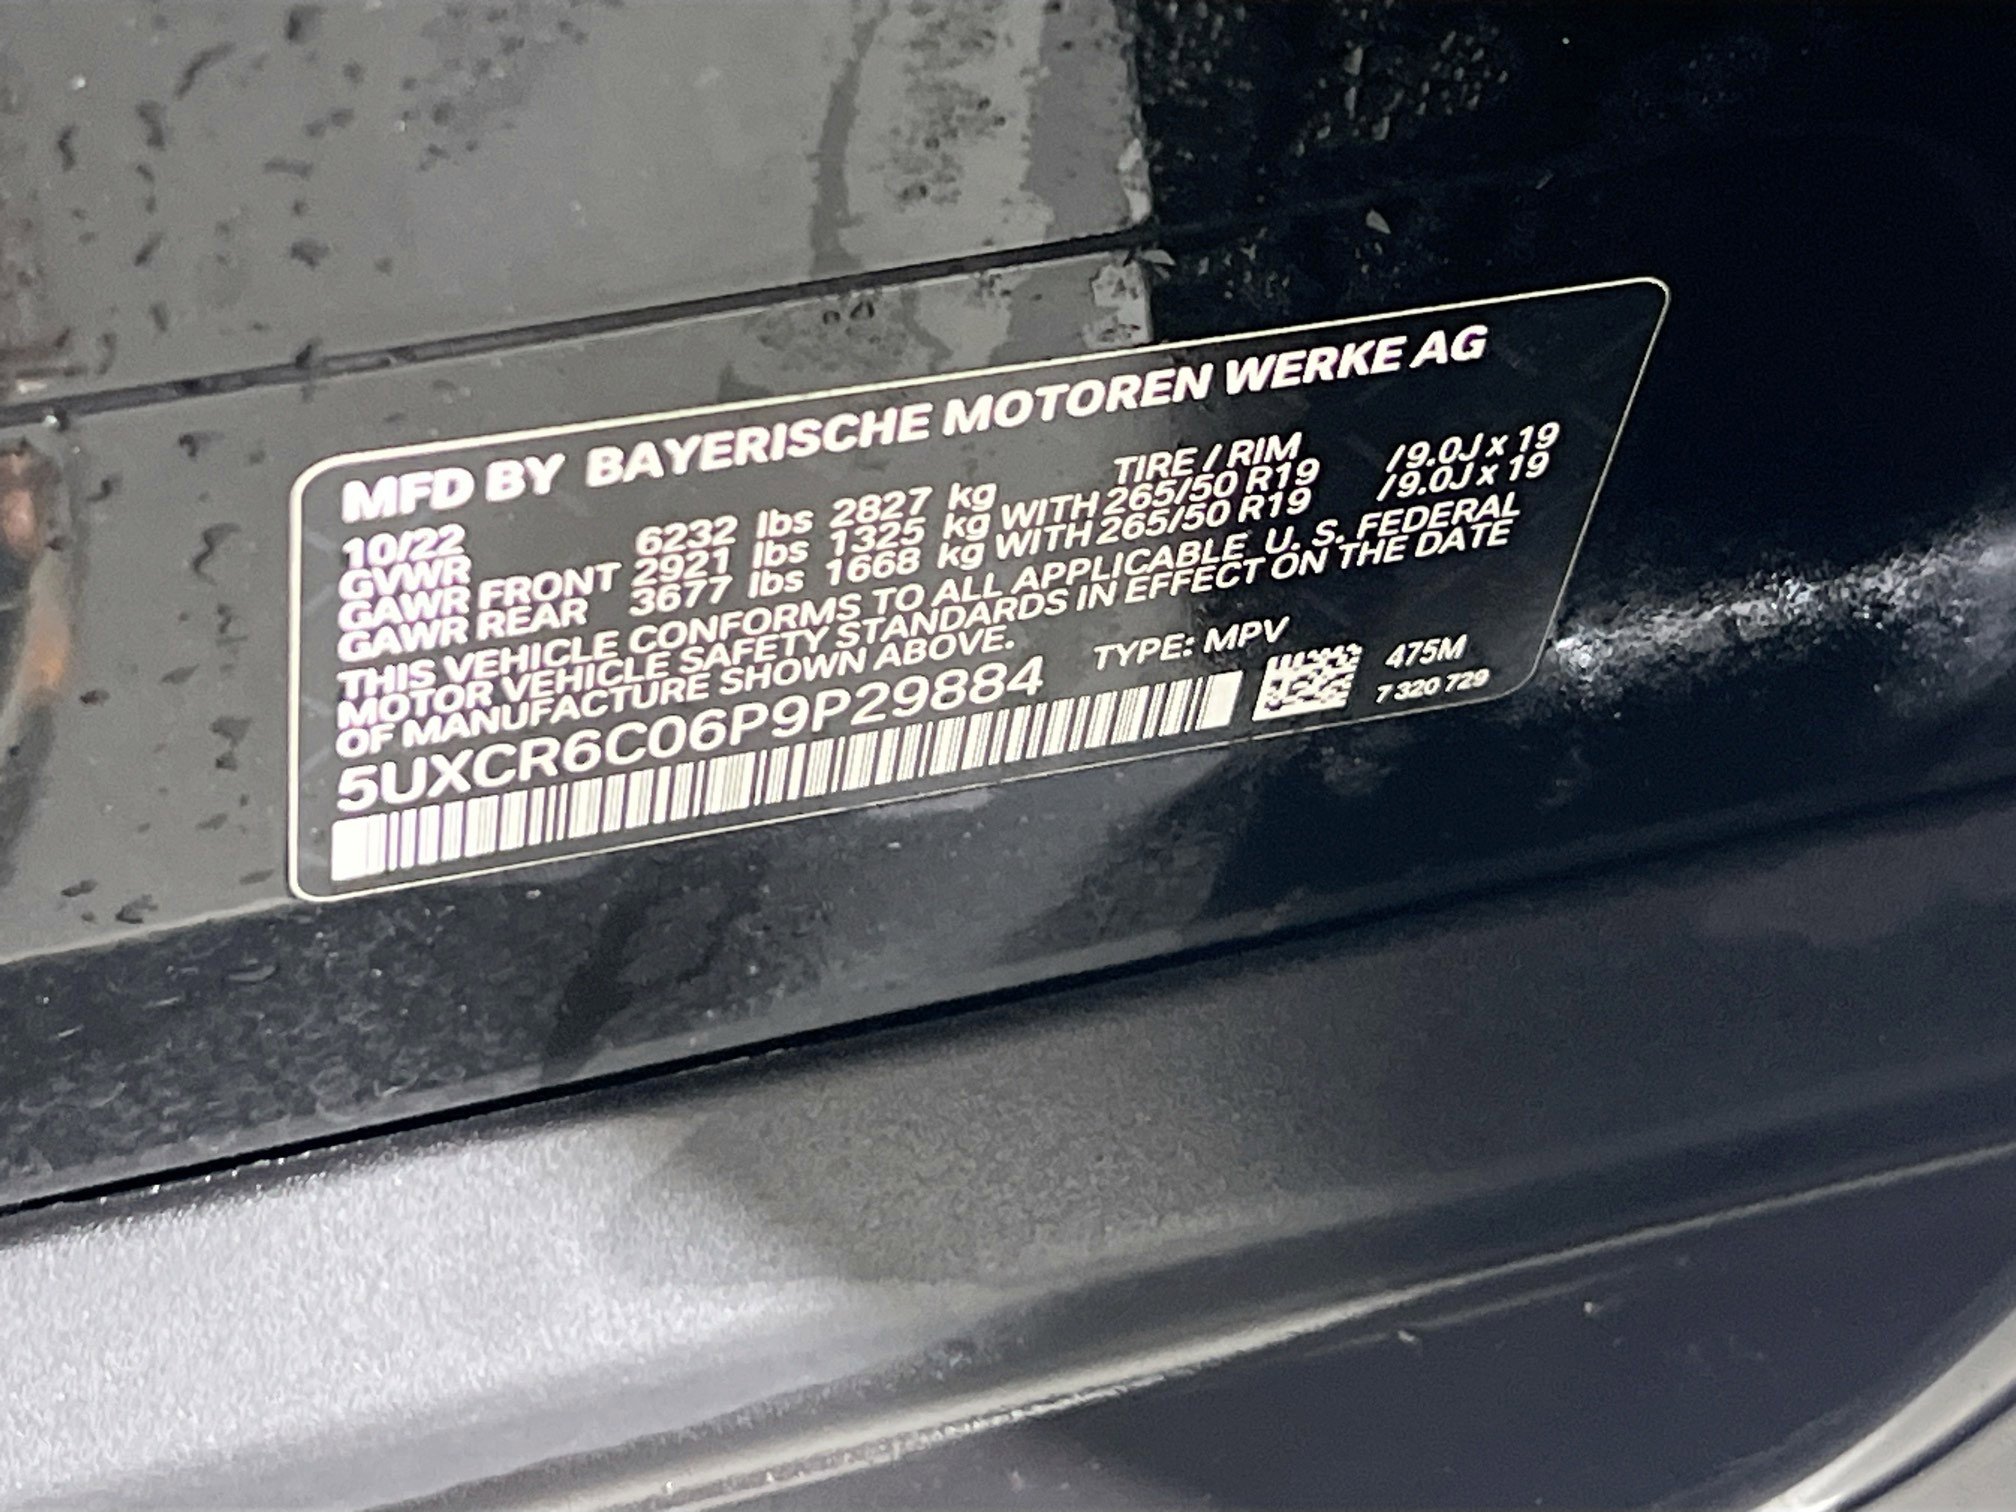 MFD BY BAYERISCHE MOTOREN WERKE AG
10/22 TIRE / RIM
GVWR 6232 lbs 2827 kg
GAWR FRONT 2921 lbs 1325 kg WITH 265/50 R19 /9.0J x 19
GAWR REAR 3677 lbs 1668 kg WITH 265/50 R19 /9.0J x 19
THIS VEHICLE CONFORMS TO ALL APPLICABLE U. S. FEDERAL
MOTOR VEHICLE SAFETY STANDARDS IN EFFECT ON THE DATE
OF MANUFACTURE SHOWN ABOVE.
5UXCR6C06P9P29884 TYPE: MPV 475M
7 320 729